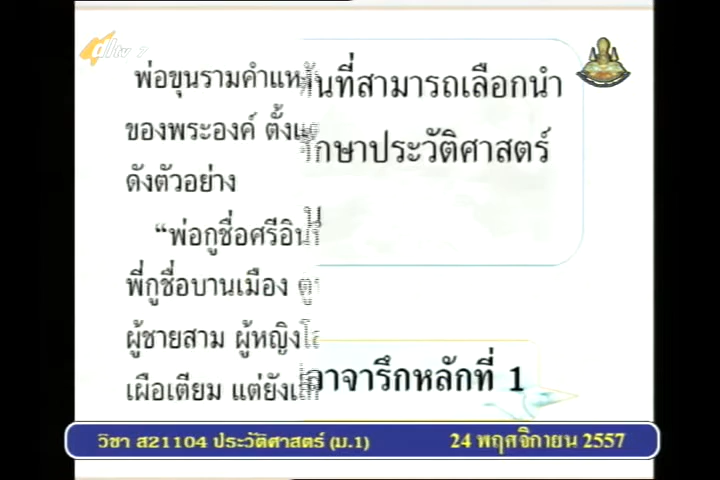 dltv 7
พ่อขุนรามคำแห
ของพระองค์ ตั้งแ
ดังตัวอย่าง
“พ่อกูชื่อศรีอิน
พี่กูชื่อบานเมือง ตู
ผู้ชายสาม ผู้หญิงโ
เผือเตียม แต่ยังเ
นที่สามารถเลือกนำ
กษาประวัติศาสตร์
ลาจารึกหลักที่ 1
วิชา ส21104 ประวัติศาสตร์ (ม.1)
24 พฤศจิกายน 2557